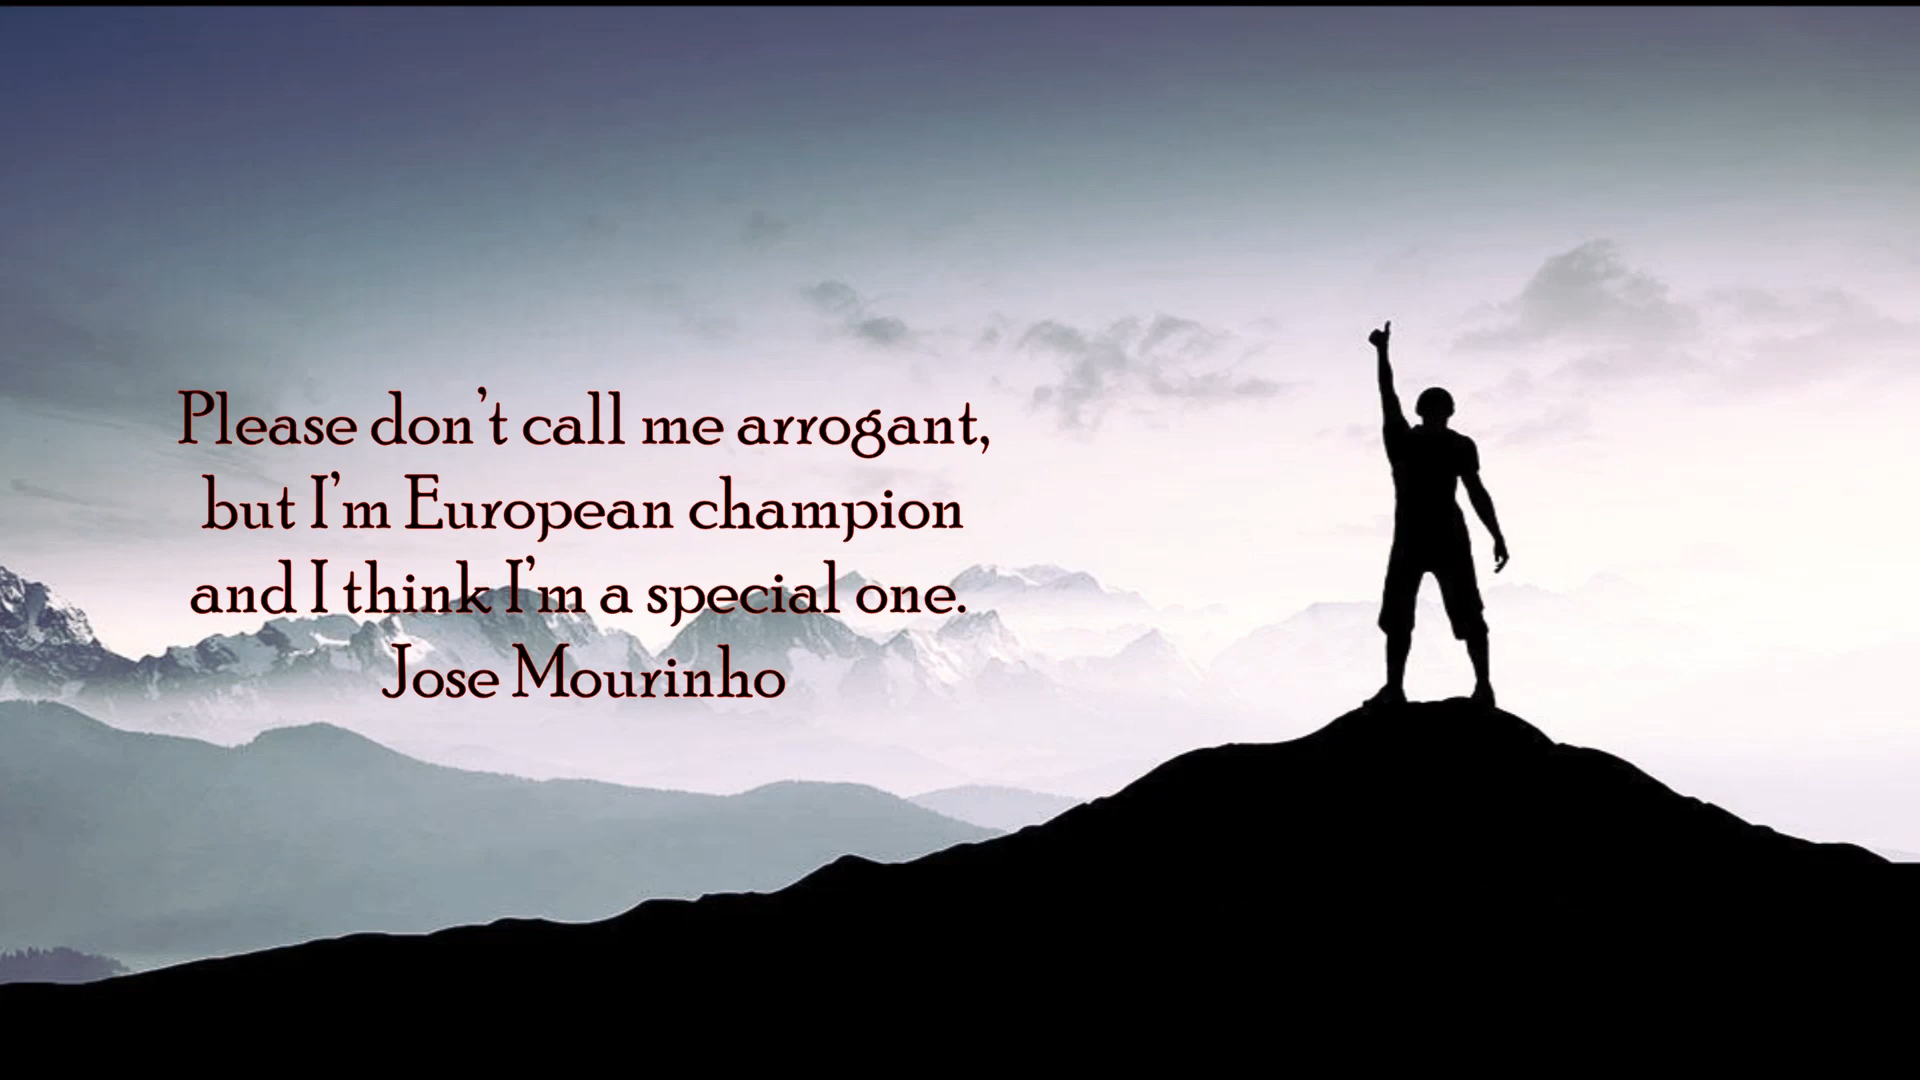 Please don't call me arrogant,
but I'm European champion
and I think I'm a special one.
Jose Mourinho